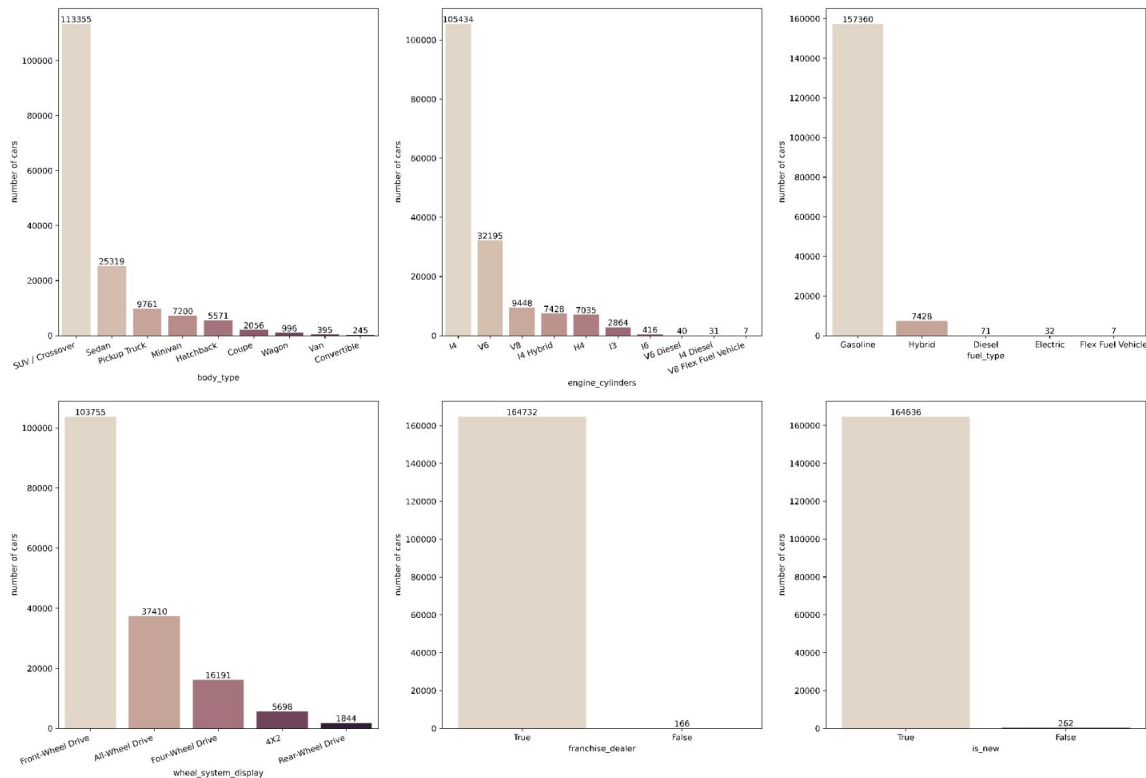 113355
100000
80000
60000
40000
20000
0
number of cars
25319
9761
7200
5571
2056
996
395
245
SUV / Crossover
Sedan
Pickup Truck
Minivan
Hatchback
Coupe
Wagon
Van
Convertible
body_type
105434
100000
80000
60000
40000
20000
0
number of cars
32195
9448
7428
7035
2864
416
40
31
7
I4
V6
V8
I4 Hybrid
H4
I3
I6
V6 Diesel
I4 Diesel
V8 Flex Fuel Vehicle
engine_cylinders
160000
140000
120000
100000
80000
60000
40000
20000
0
number of cars
157360
7428
71
32
7
Gasoline
Hybrid
Diesel
Electric
Flex Fuel Vehicle
fuel_type
103755
100000
80000
60000
40000
20000
0
number of cars
37410
16191
5698
1844
Front-Wheel Drive
All-Wheel Drive
Four-Wheel Drive
4X2
Rear-Wheel Drive
wheel_system_display
164732
160000
140000
120000
100000
80000
60000
40000
20000
0
number of cars
166
True
False
franchise_dealer
164636
160000
140000
120000
100000
80000
60000
40000
20000
0
number of cars
262
True
False
is_new